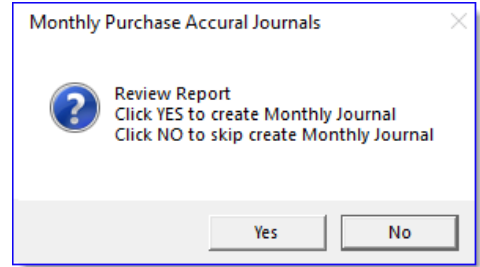 Monthly Purchase Accural Journals
Review Report
Click YES to create Monthly Journal
Click NO to skip create Monthly Journal
Yes No